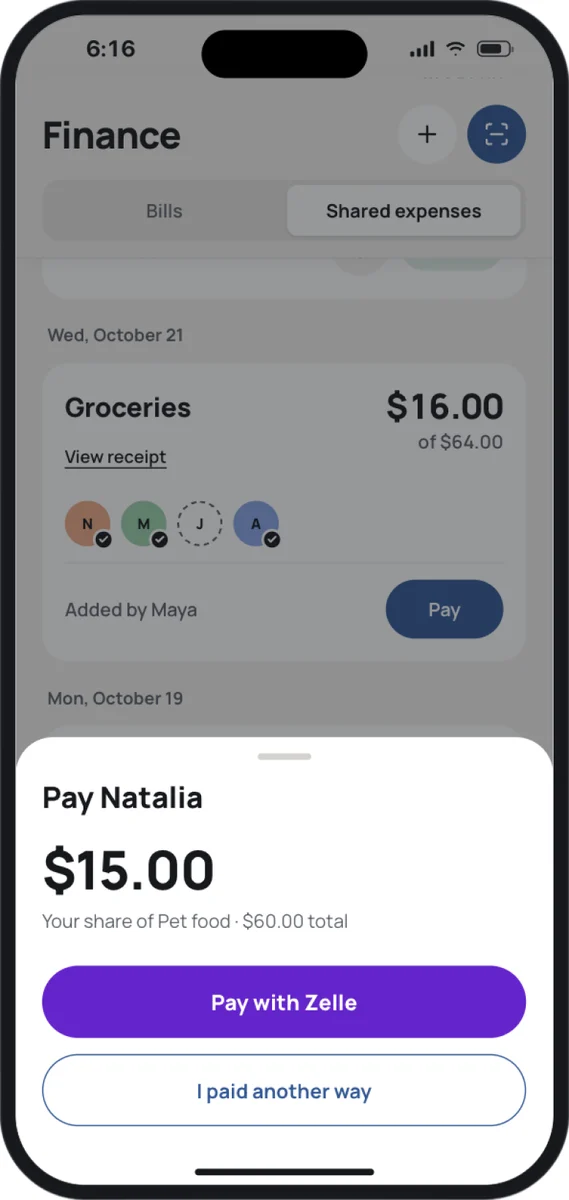 6:16
Finance
Bills
Shared expenses
Wed, October 21
Groceries
$16.00
of $64.00
View receipt
N
M
J
A
Added by Maya
Pay
Mon, October 19
Pay Natalia
$15.00
Your share of Pet food · $60.00 total
Pay with Zelle
I paid another way